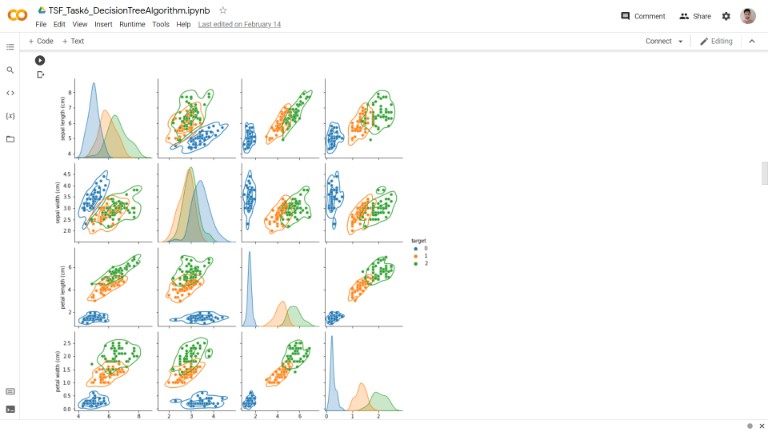 TSF_Task6_DecisionTreeAlgorithm.ipynb
File Edit View Insert Runtime Tools Help Last edited on February 14
Comment Share
+ Code + Text
Connect Editing
sepal length (cm)
8
7
6
5
4
sepal width (cm)
4.5
4.0
3.5
3.0
2.5
2.0
target
0
1
2
petal length (cm)
6
4
2
petal width (cm)
2.5
2.0
1.5
1.0
0.5
0.0
4 6 8 2 3 4 2 4 6 0 1 2